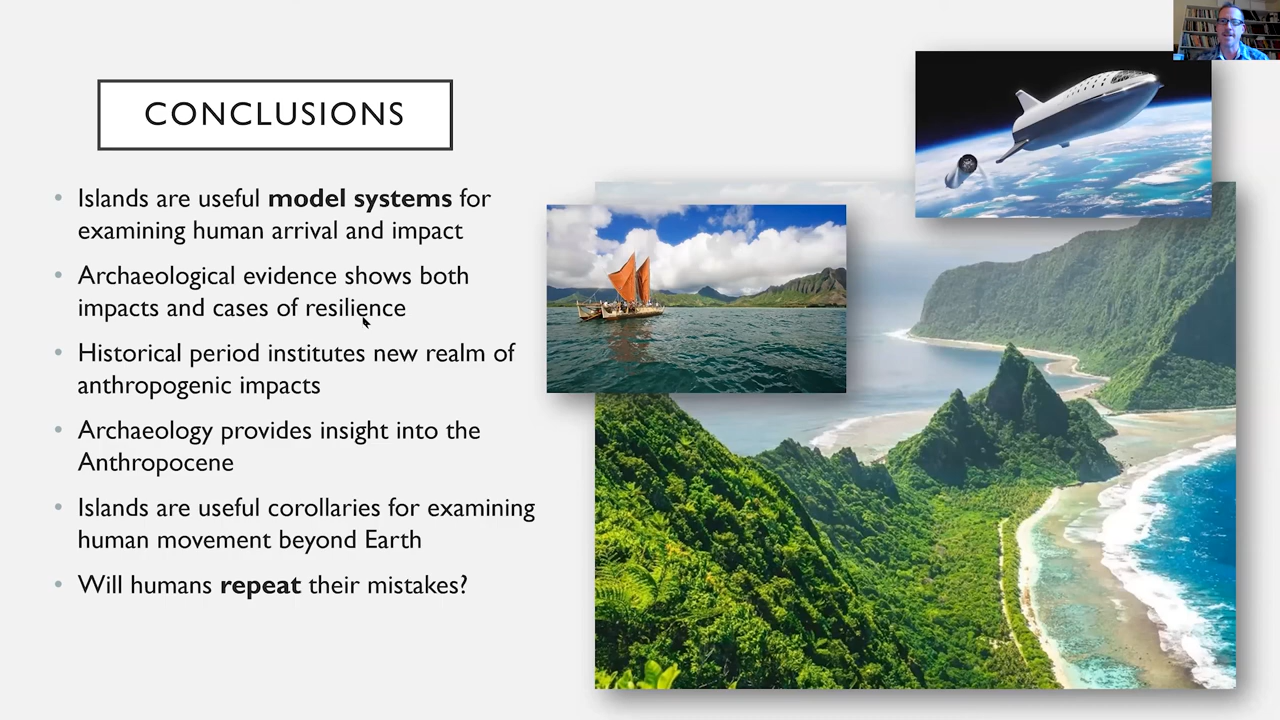 CONCLUSIONS
• Islands are useful model systems for
examining human arrival and impact
• Archaeological evidence shows both
impacts and cases of resilience
• Historical period institutes new realm of
anthropogenic impacts
• Archaeology provides insight into the
Anthropocene
• Islands are useful corollaries for examining
human movement beyond Earth
• Will humans repeat their mistakes?